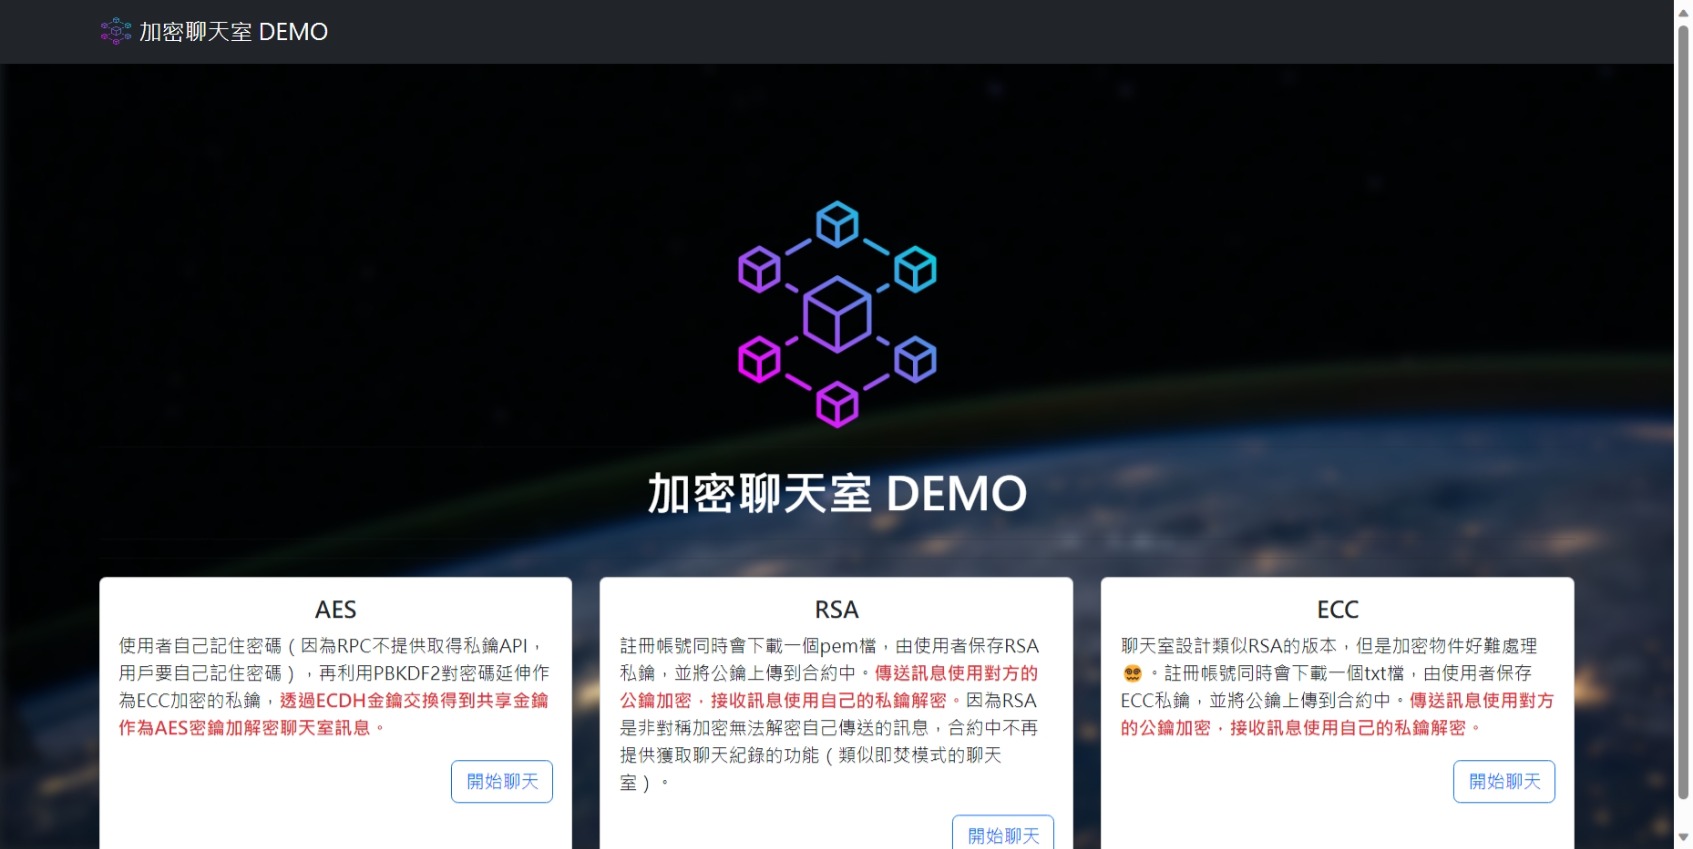 加密聊天室 DEMO
加密聊天室 DEMO
AES
使用者自己記住密碼（因為RPC不提供取得私鑰API，
用戶要自己記住密碼），再利用PBKDF2對密碼延伸作
為ECC加密的私鑰，透過ECDH金鑰交換得到共享金鑰
作為AES密鑰加解密聊天室訊息。
開始聊天
RSA
註冊帳號同時會下載一個pem檔，由使用者保存RSA
私鑰，並將公鑰上傳到合約中。傳送訊息使用對方的
公鑰加密，接收訊息使用自己的私鑰解密。因為RSA
是非對稱加密無法解密自己傳送的訊息，合約中不再
提供獲取聊天紀錄的功能（類似即焚模式的聊天
室）。
開始聊天
ECC
聊天室設計類似RSA的版本，但是加密物件好難處理
😵‍💫。註冊帳號同時會下載一個txt檔，由使用者保存
ECC私鑰，並將公鑰上傳到合約中。傳送訊息使用對方
的公鑰加密，接收訊息使用自己的私鑰解密。
開始聊天